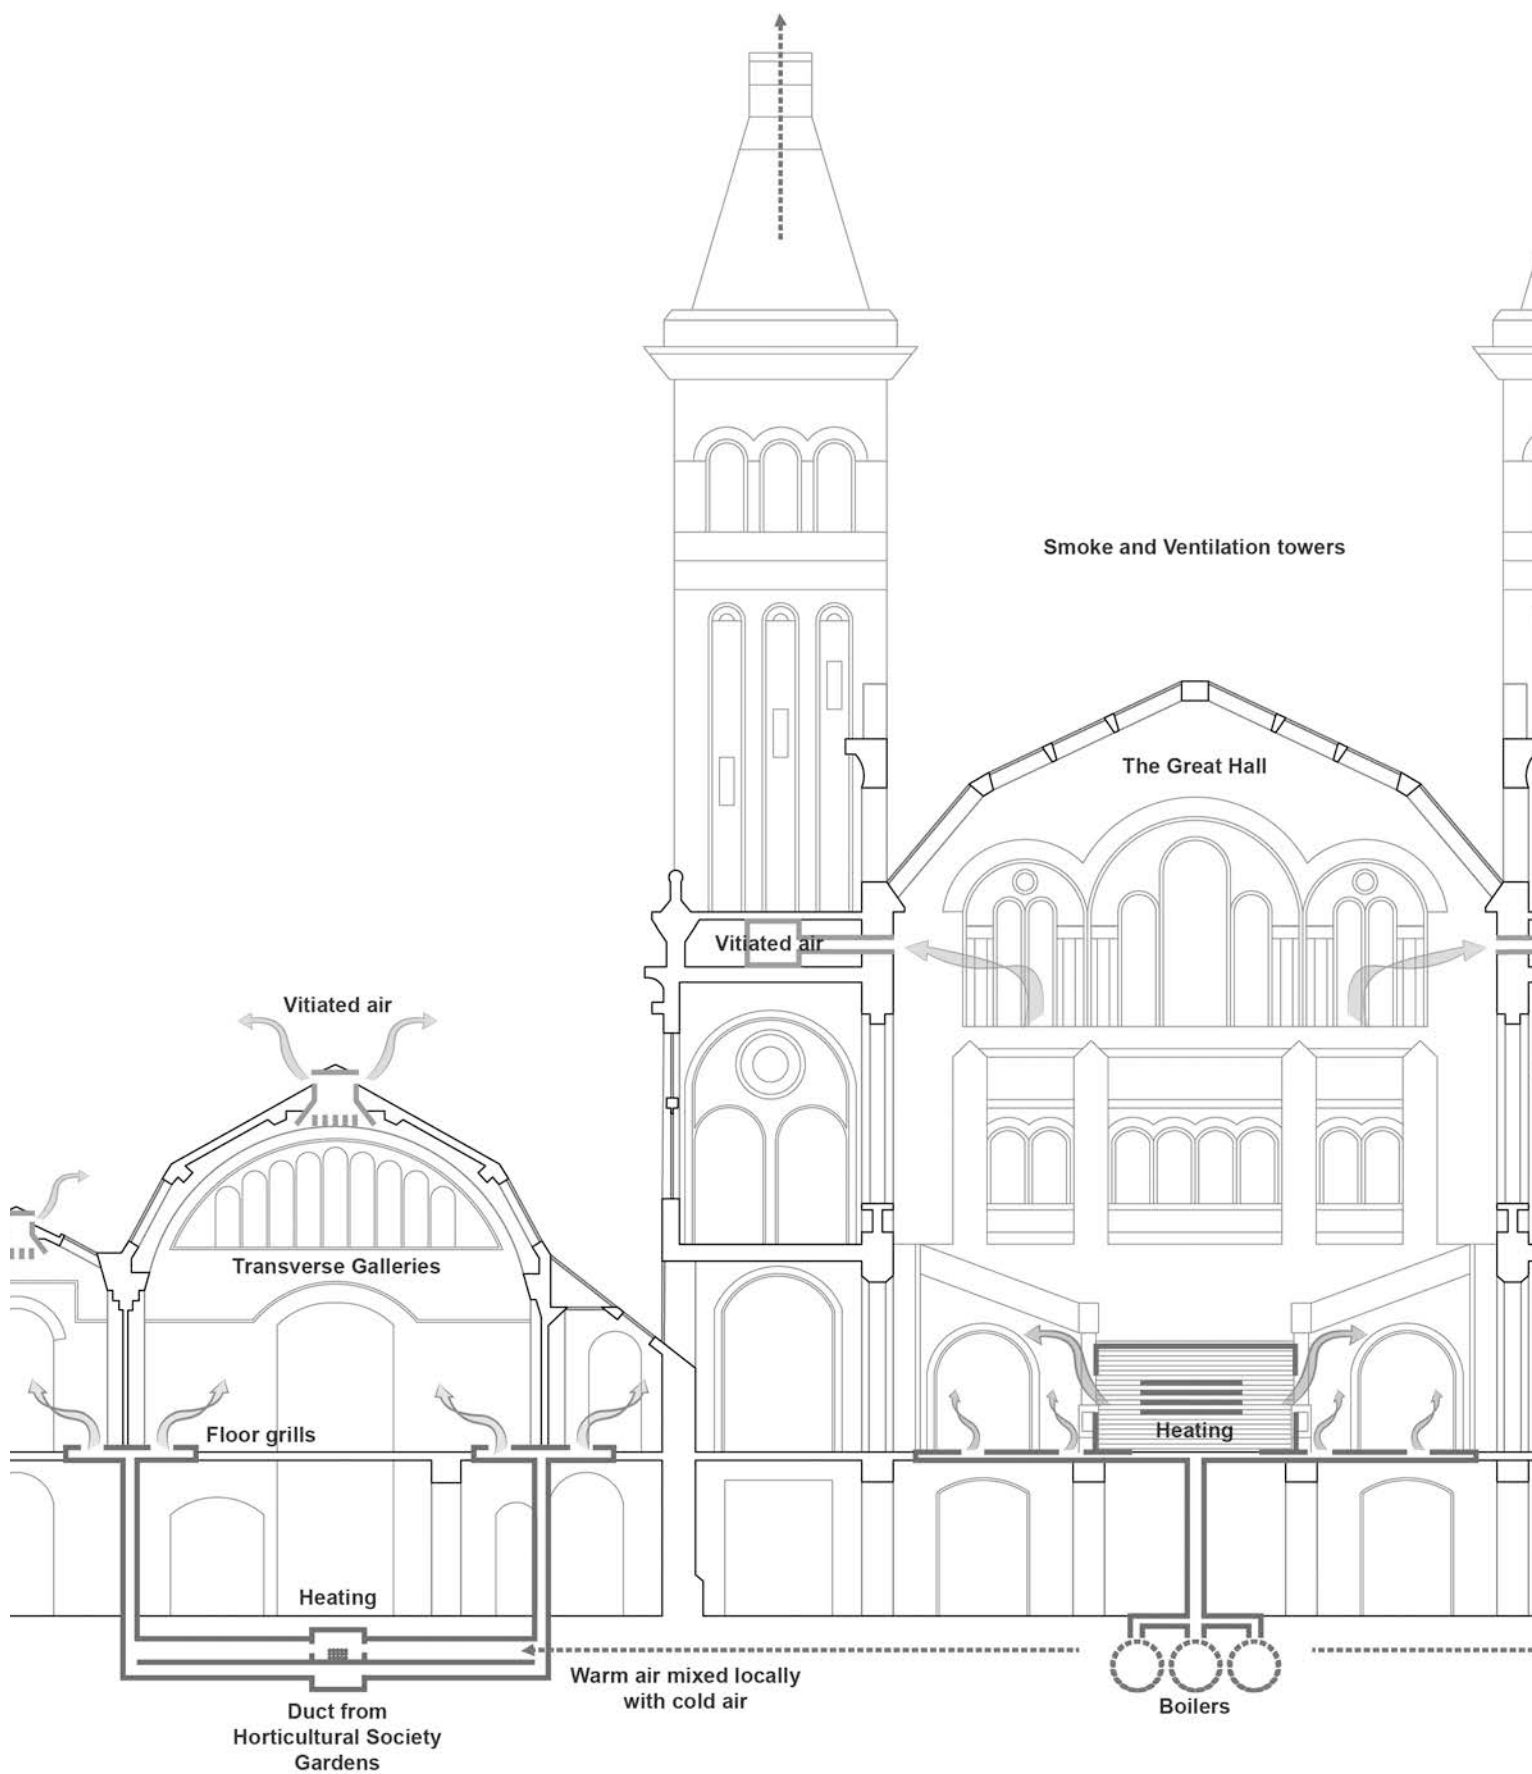 Smoke and Ventilation towers
The Great Hall
Vitiated air
Vitiated air
Transverse Galleries
Floor grills
Heating
Heating
Warm air mixed locally
with cold air
Boilers
Duct from
Horticultural Society
Gardens